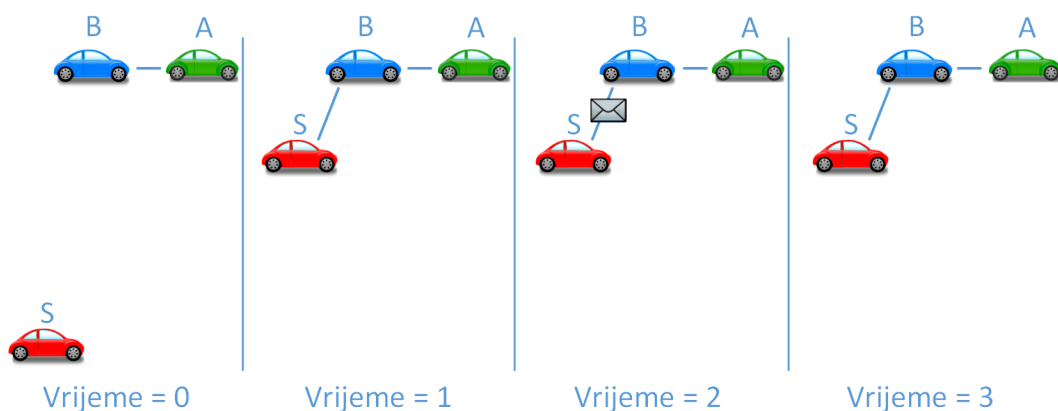 B A
S
Vrijeme = 0
B A
S
Vrijeme = 1
B A
S
Vrijeme = 2
B A
S
Vrijeme = 3